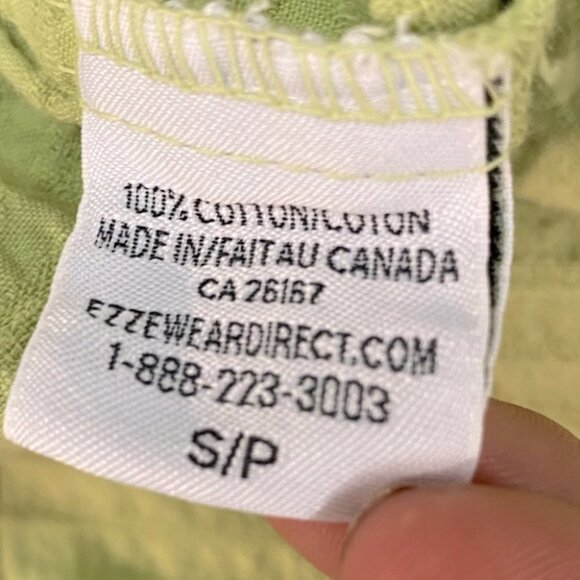 100% COTTON/COTON
MADE IN/FAIT AU CANADA
CA 26167
EZZEWEARDIRECT.COM
1-888-223-3003
S/P